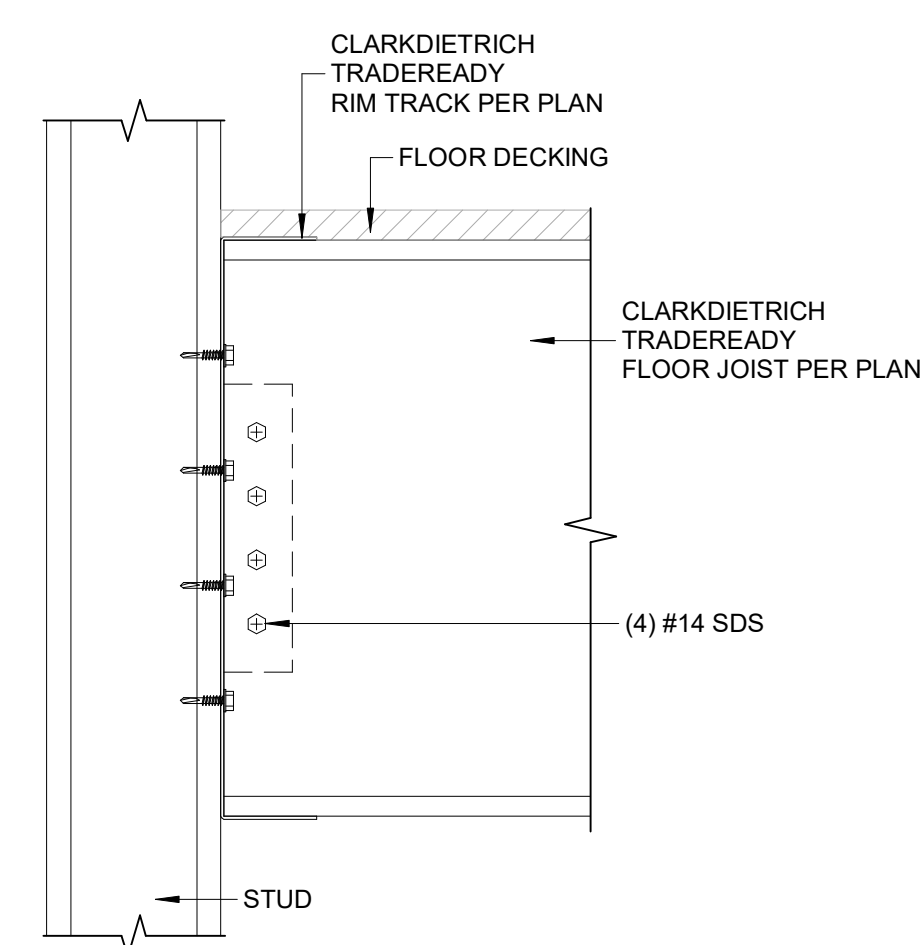 CLARKDIETRICH
TRADEREADY
RIM TRACK PER PLAN
FLOOR DECKING
CLARKDIETRICH
TRADEREADY
FLOOR JOIST PER PLAN
(4) #14 SDS
STUD